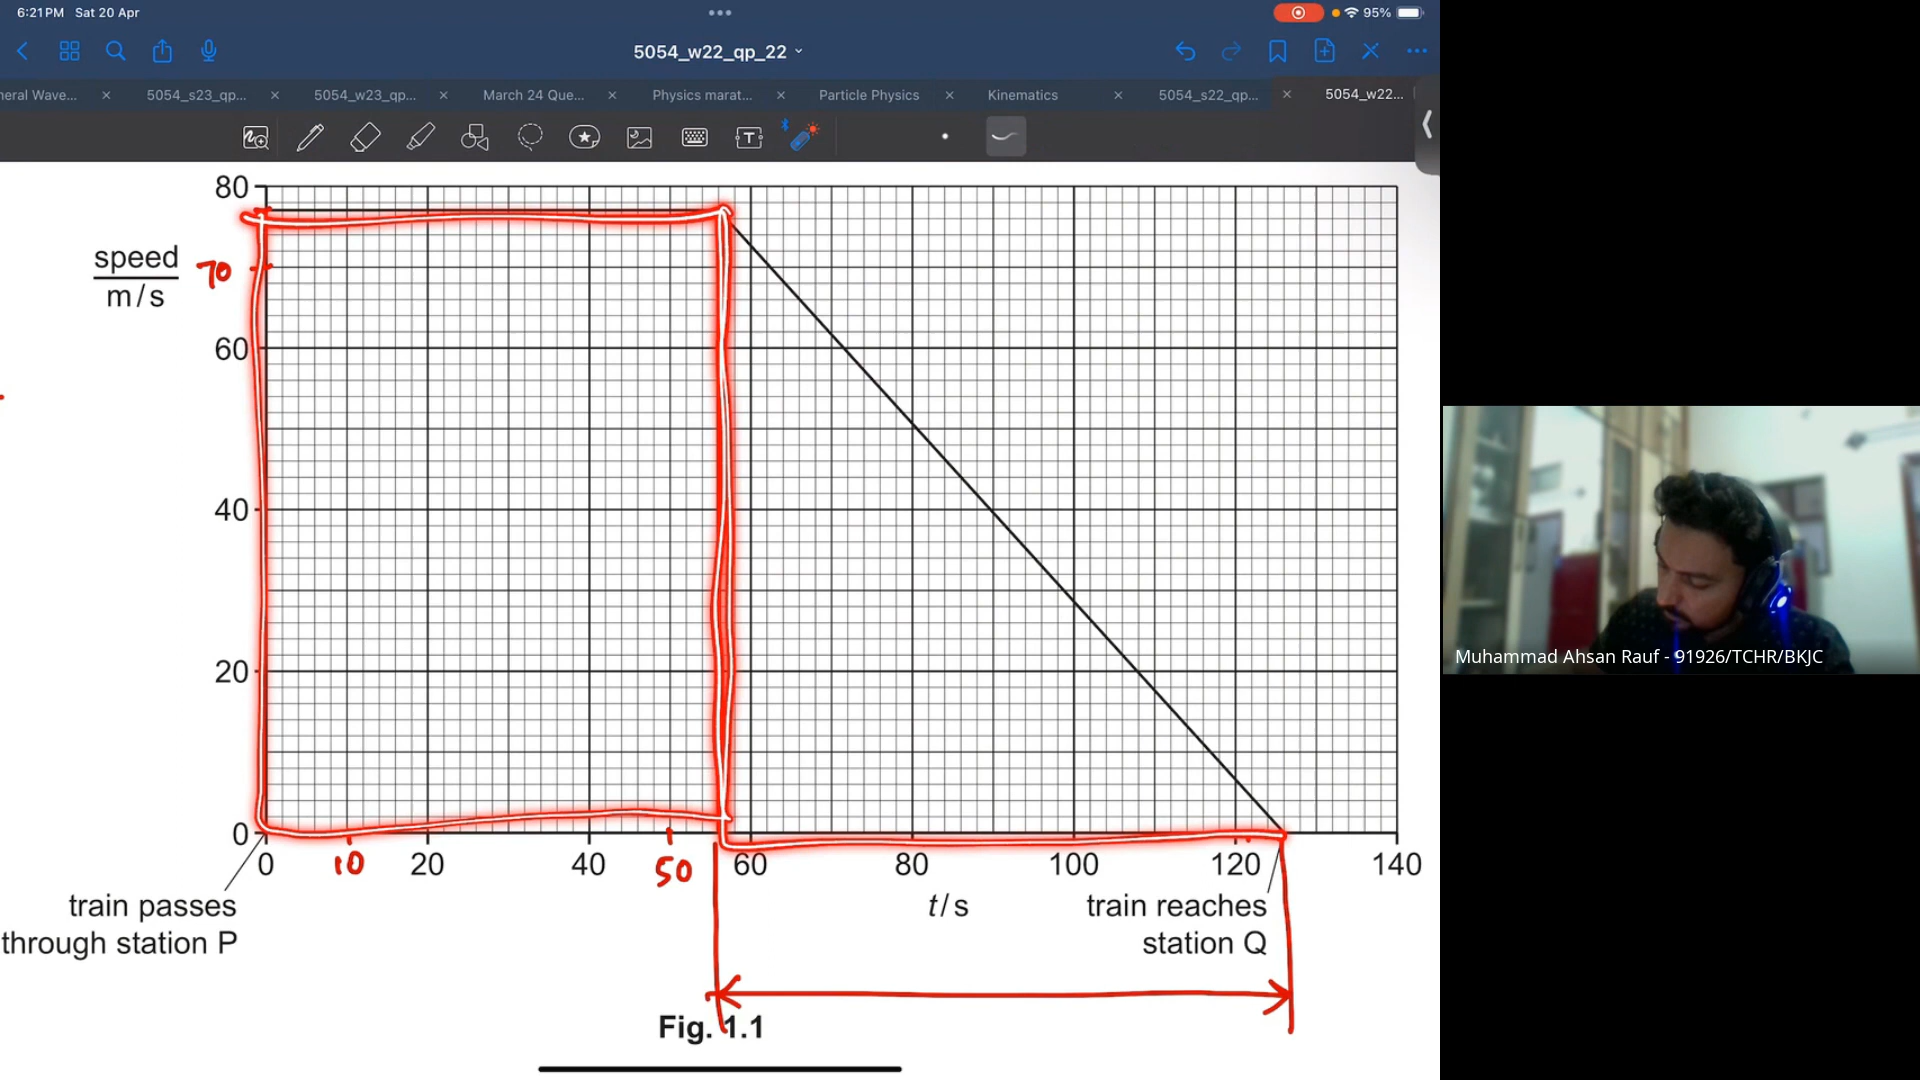 6:21 PM Sat 20 Apr
95%
5054_w22_qp_22
neral Wave...
5054_s23_qp...
5054_w23_qp...
March 24 Que...
Physics marat...
Particle Physics
Kinematics
5054_s22_qp...
5054_w22...
80
speed
m/s
70
60
40
20
0
0
10
20
40
50
60
80
100
120
140
t/s
train passes
through station P
train reaches
station Q
Fig. 1.1
Muhammad Ahsan Rauf - 91926/TCHR/BKJC